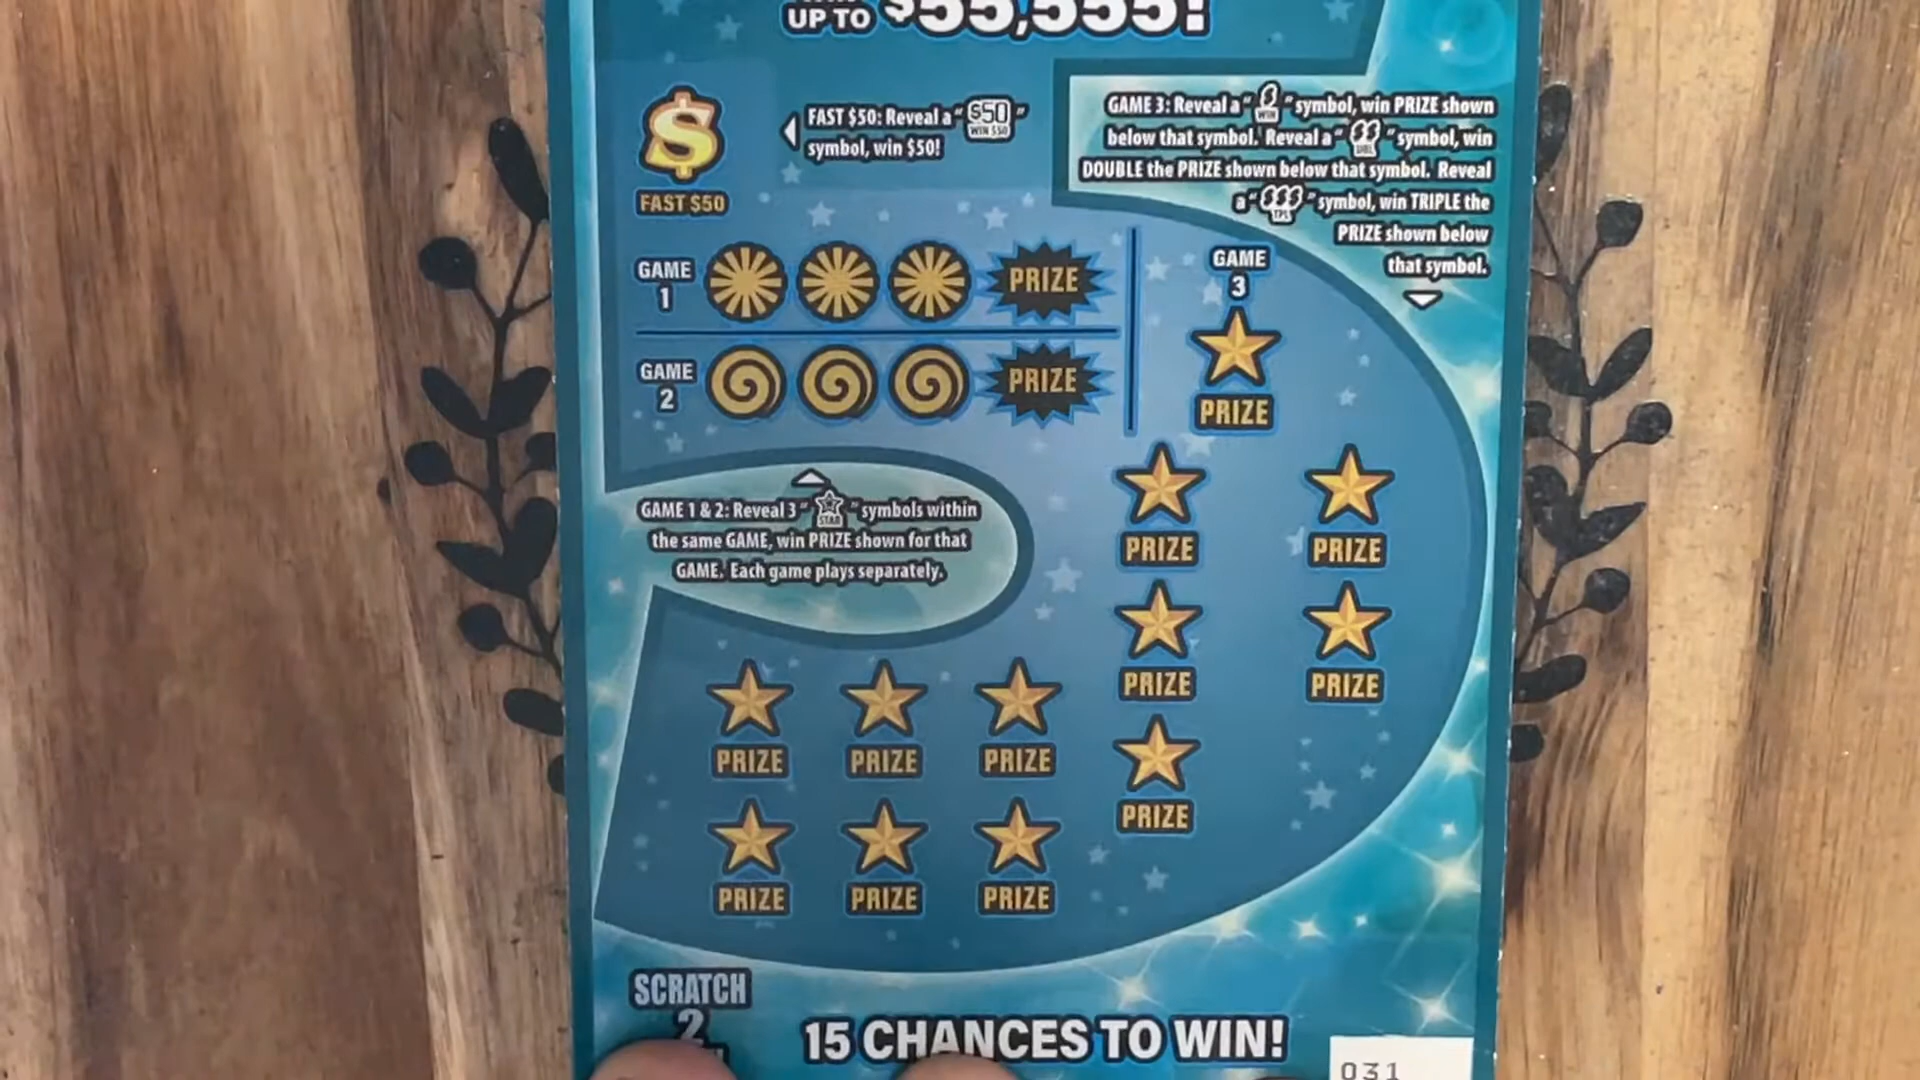 UP TO $55,555!
FAST $50: Reveal a "$50
WIN $50"
symbol, win $50!
FAST $50
GAME 3: Reveal a "WIN" symbol, win PRIZE shown
below that symbol. Reveal a "DBL" symbol, win
DOUBLE the PRIZE shown below that symbol. Reveal
a "TPL" symbol, win TRIPLE the
PRIZE shown below
that symbol.
GAME
1
PRIZE
GAME
2
PRIZE
GAME
3
PRIZE
GAME 1 & 2: Reveal 3 "STAR" symbols within
the same GAME, win PRIZE shown for that
GAME. Each game plays separately.
PRIZE PRIZE
PRIZE PRIZE
PRIZE PRIZE PRIZE
PRIZE
PRIZE PRIZE PRIZE
SCRATCH
2
15 CHANCES TO WIN!
031